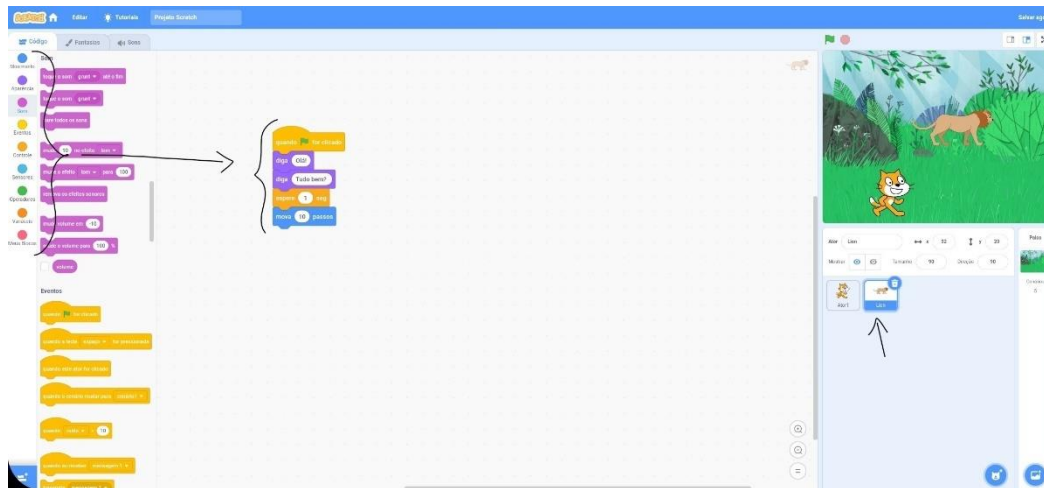 SCRATCH
Editar
Tutoriais
Projeto Scratch
Salvar ago
Código
Fantasias
Sons
Movimento
Aparência
Som
Eventos
Controle
Sensores
Operadores
Variáveis
Meus Blocos
Som
toque o som grunt até o fim
toque o som grunt
pare todos os sons
mude 10 no efeito tom
mude o efeito tom para 100
remova os efeitos sonoros
mude volume em -10
mude o volume para 100 %
volume
Eventos
quando for clicado
quando a tecla espaço for pressionada
quando este ator for clicado
quando o cenário mudar para
quando ruído > 10
quando eu receber mensagem 1
quando for clicado
diga Olá!
diga Tudo bem?
espere 1 seg
mova 10 passos
Ator
Lion
x
y
Mostrar
Tamanho
90
Direção
90
Palco
Ator1
Lion